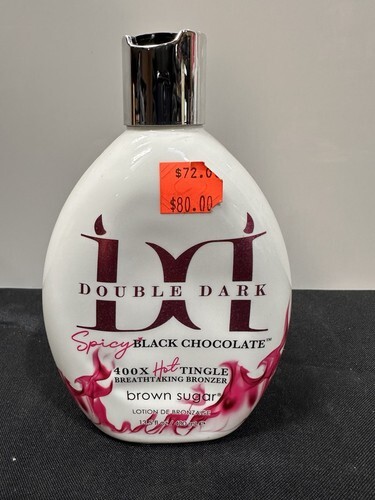 $72.0
$80.00
DOUBLE DARK
Spicy BLACK CHOCOLATE™
400X Hot TINGLE
BREATHTAKING BRONZER
brown sugar®
LOTION DE BRONZAGE